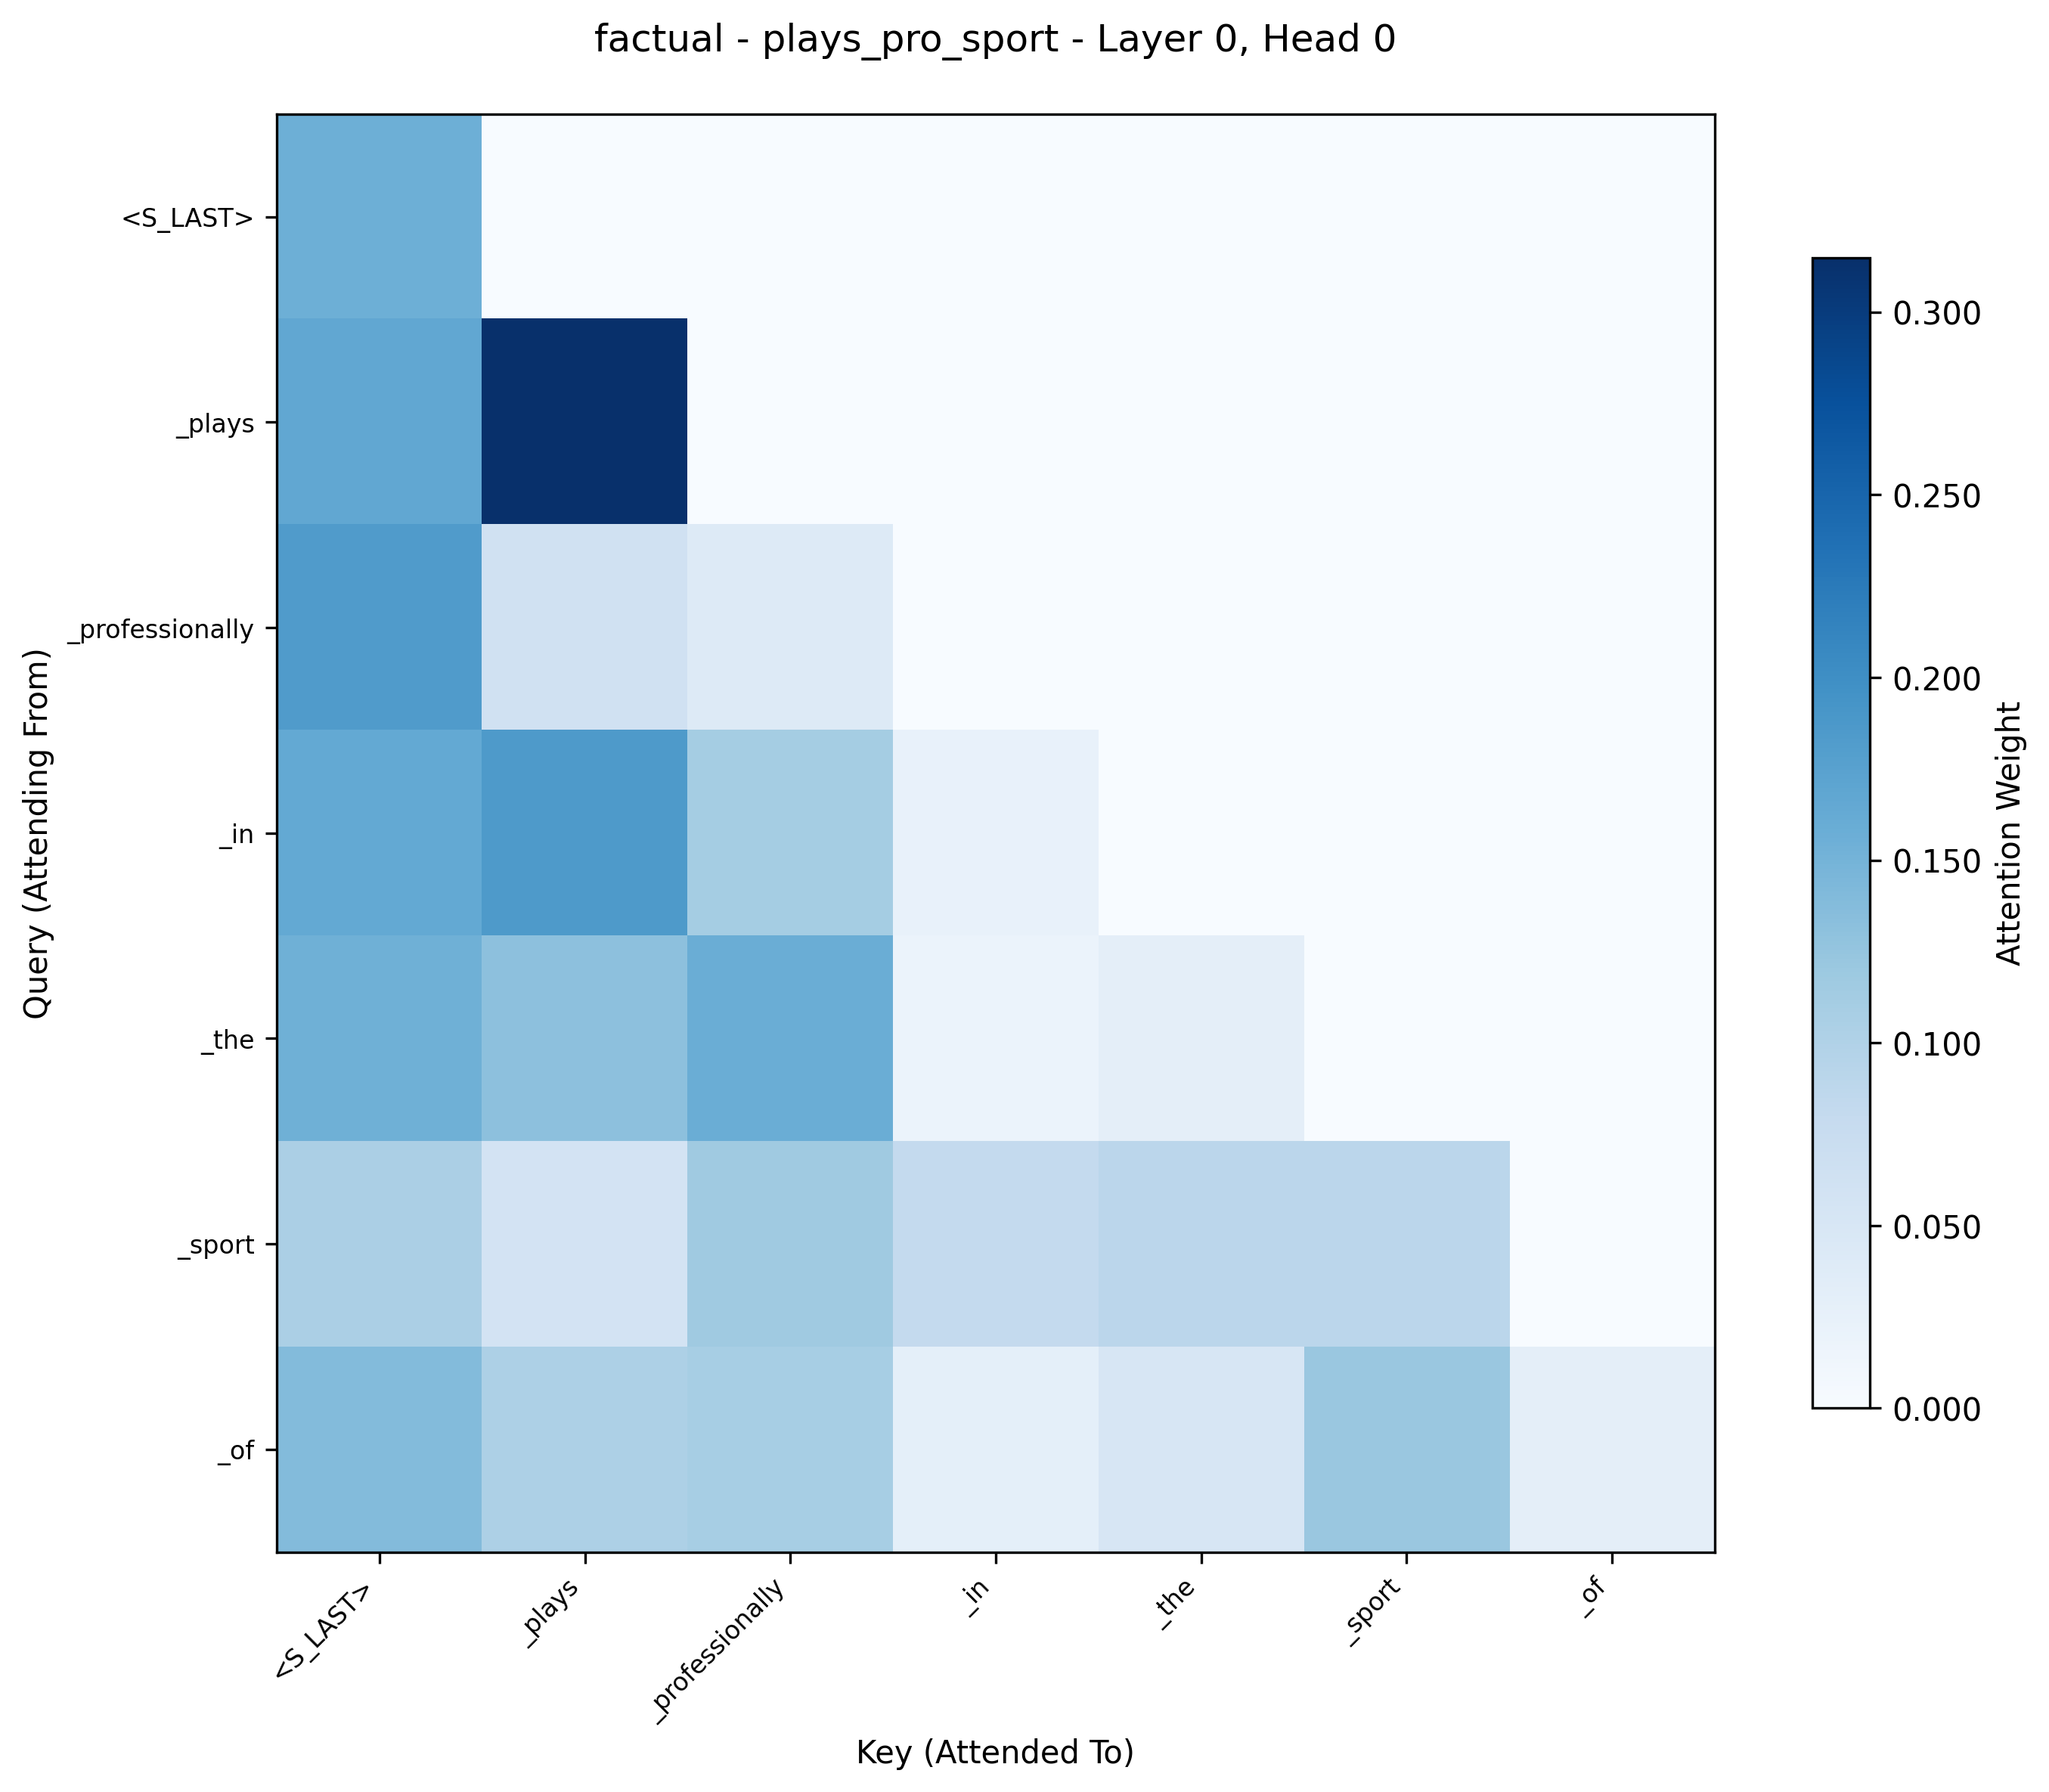 factual - plays_pro_sport - Layer 0, Head 0
Query (Attending From)
<S_LAST>
_plays
_professionally
_in
_the
_sport
_of
<S_LAST>
_plays
_professionally
_in
_the
_sport
_of
Key (Attended To)
0.300
0.250
0.200
0.150
0.100
0.050
0.000
Attention Weight